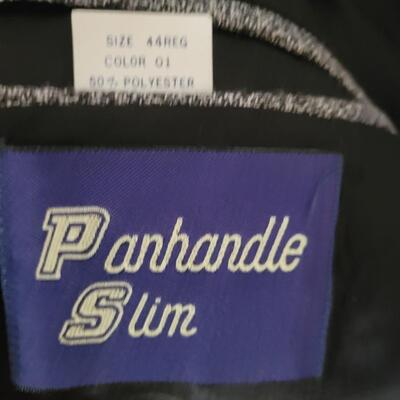 SIZE 44REG
COLOR 01
50% POLYESTER
Panhandle
Slim